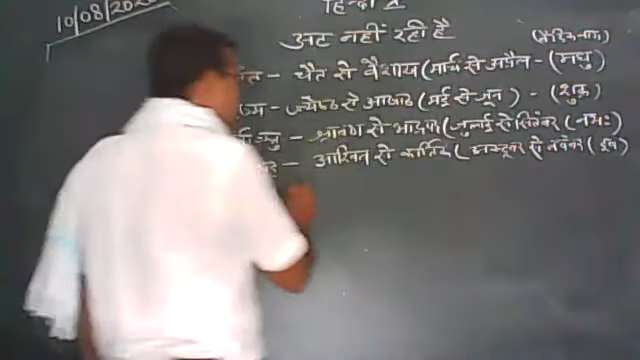 10/08/202
हिन्दी A
अट नहीं रही है
(वैदिक-नाम)
त - चैत से वैशाख (मार्च से अप्रैल - (मधु)
ष्म - ज्येष्ठ से आषाढ़ (मई से जून) - (शुक्र)
- श्रावण से भाद्रपद (जुलाई से सितंबर (नभः)
- आश्विन से कार्तिक (अक्टूबर से नवंबर (इष)